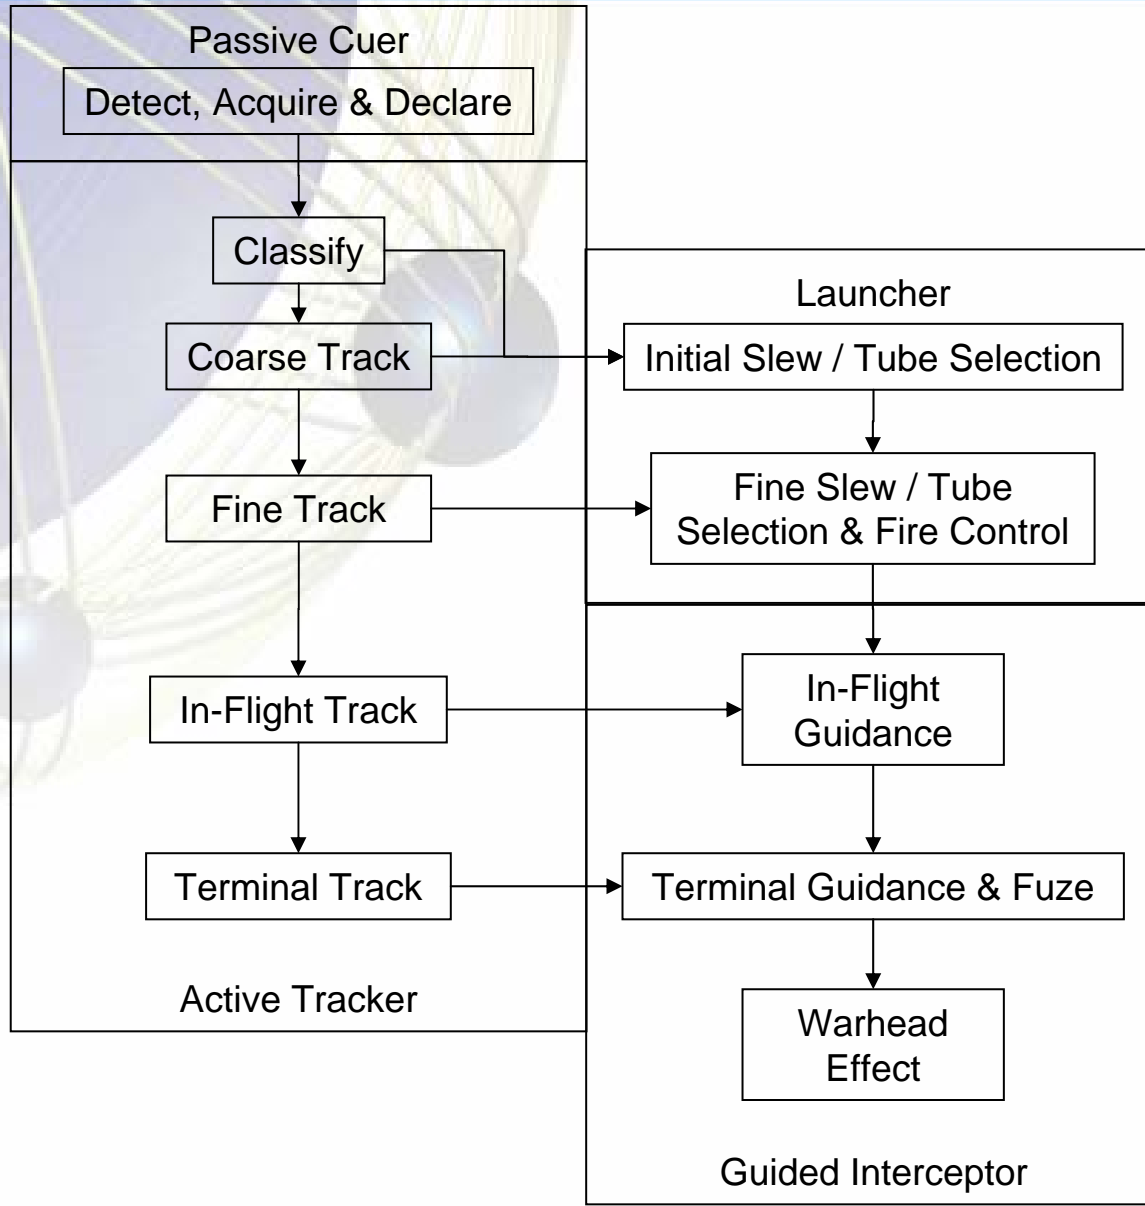 Passive Cuer
Detect, Acquire & Declare
Classify
Coarse Track
Fine Track
In-Flight Track
Terminal Track
Active Tracker
Launcher
Initial Slew / Tube Selection
Fine Slew / Tube
Selection & Fire Control
In-Flight
Guidance
Terminal Guidance & Fuze
Warhead
Effect
Guided Interceptor